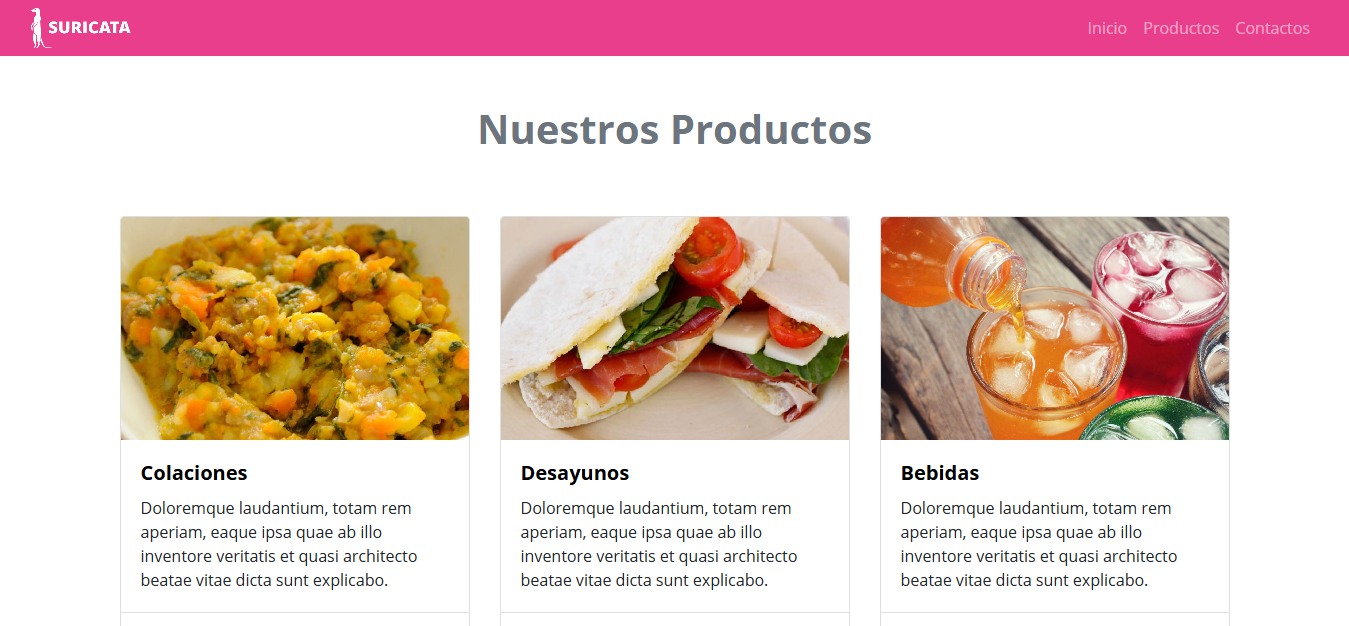 SURICATA
Inicio Productos Contactos
Nuestros Productos
Colaciones
Doloremque laudantium, totam rem
aperiam, eaque ipsa quae ab illo
inventore veritatis et quasi architecto
beatae vitae dicta sunt explicabo.
Desayunos
Doloremque laudantium, totam rem
aperiam, eaque ipsa quae ab illo
inventore veritatis et quasi architecto
beatae vitae dicta sunt explicabo.
Bebidas
Doloremque laudantium, totam rem
aperiam, eaque ipsa quae ab illo
inventore veritatis et quasi architecto
beatae vitae dicta sunt explicabo.